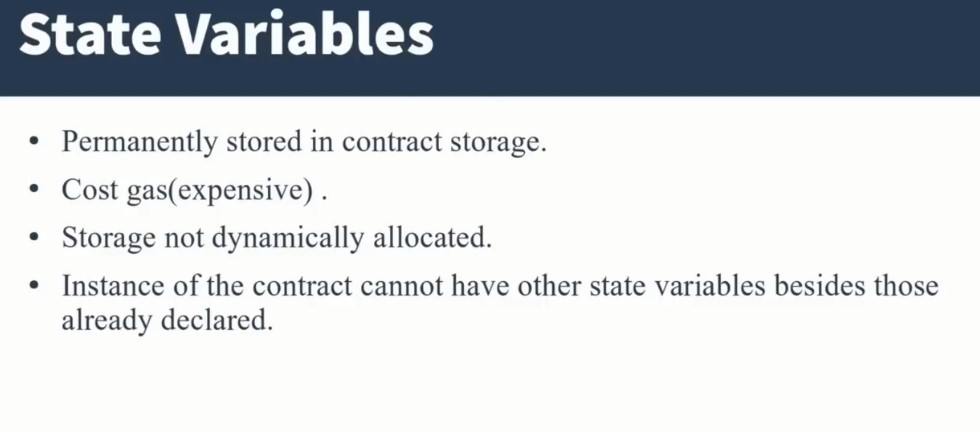 State Variables
• Permanently stored in contract storage.
• Cost gas(expensive) .
• Storage not dynamically allocated.
• Instance of the contract cannot have other state variables besides those
already declared.